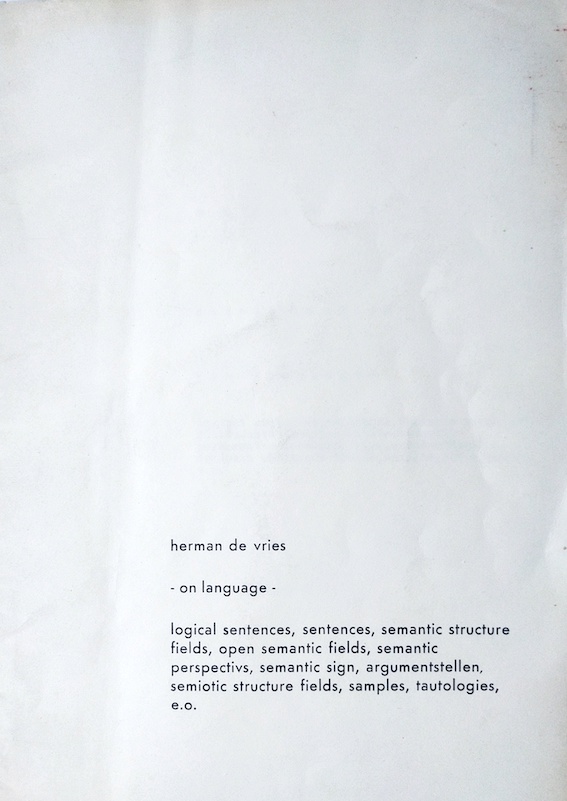 herman de vries
- on language -
logical sentences, sentences, semantic structure
fields, open semantic fields, semantic
perspectivs, semantic sign, argumentstellen,
semiotic structure fields, samples, tautologies,
e.o.